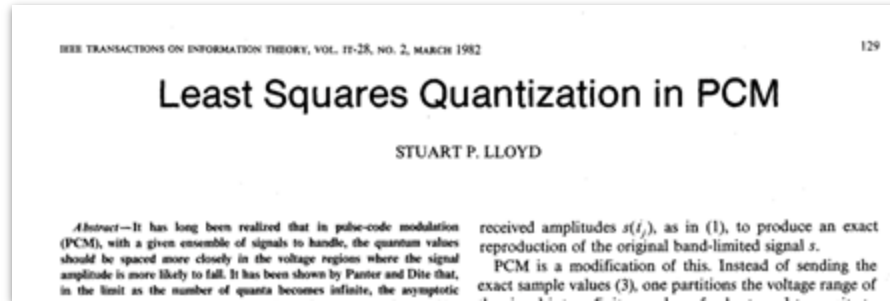 IEEE TRANSACTIONS ON INFORMATION THEORY, VOL. IT-28, NO. 2, MARCH 1982
129
Least Squares Quantization in PCM
STUART P. LLOYD
Abstract—It has long been realized that in pulse-code modulation
(PCM), with a given ensemble of signals to handle, the quantum values
should be spaced more closely in the voltage regions where the signal
amplitude is more likely to fall. It has been shown by Panter and Dite that,
in the limit as the number of quanta becomes infinite, the asymptotic
received amplitudes s(i_j), as in (1), to produce an exact
reproduction of the original band-limited signal s.
PCM is a modification of this. Instead of sending the
exact sample values (3), one partitions the voltage range of